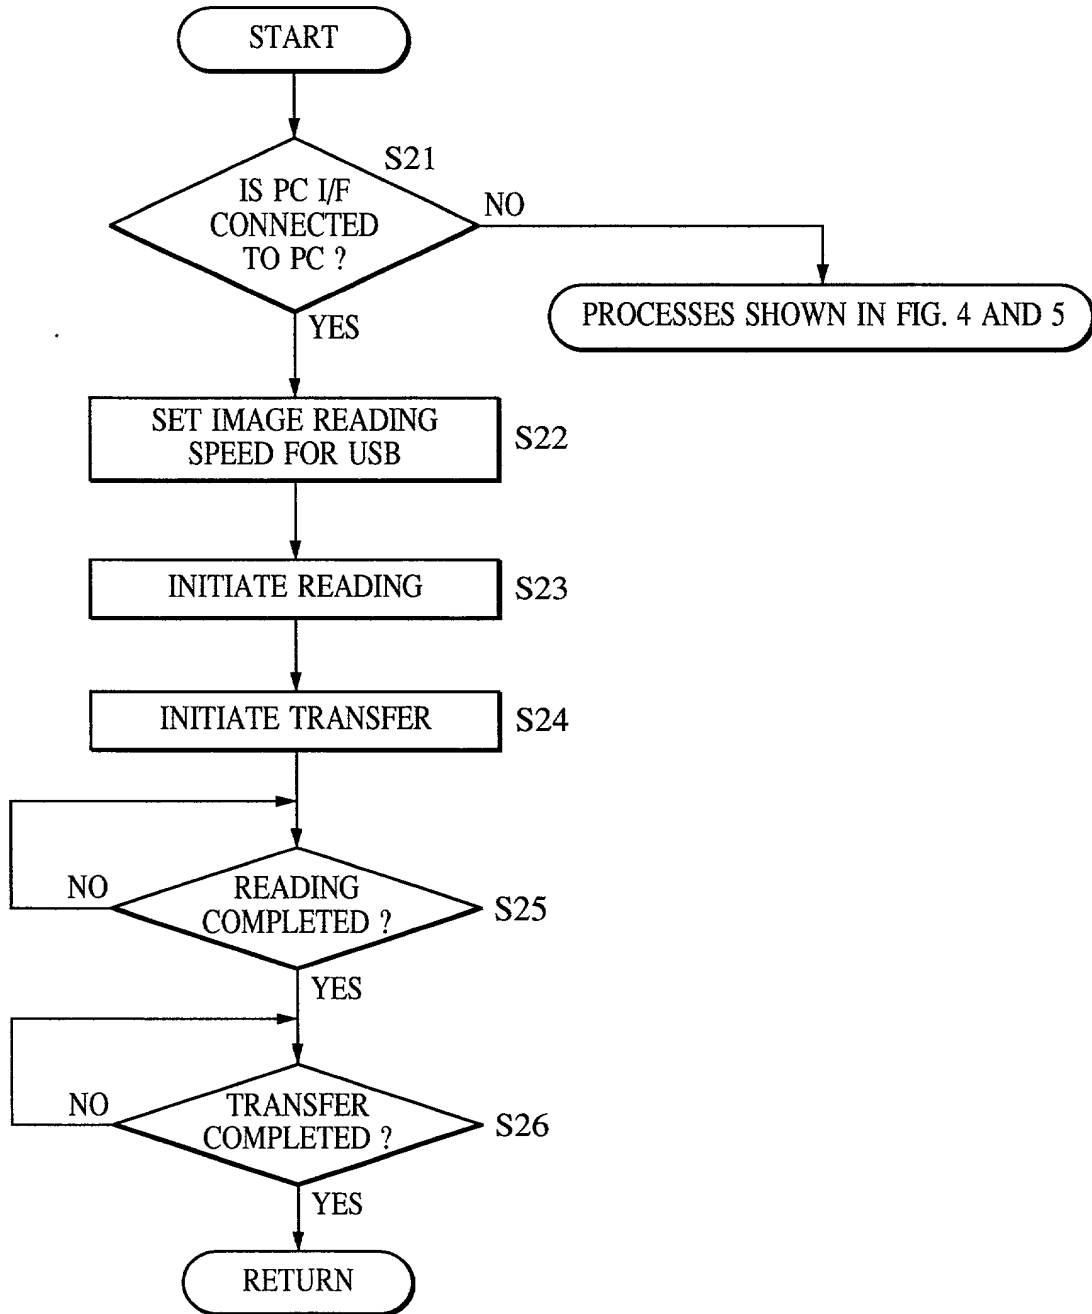 START
S21
IS PC I/F
CONNECTED
TO PC ?
NO
YES
PROCESSES SHOWN IN FIG. 4 AND 5
SET IMAGE READING
SPEED FOR USB
S22
INITIATE READING
S23
INITIATE TRANSFER
S24
NO
READING
COMPLETED ?
S25
YES
NO
TRANSFER
COMPLETED ?
S26
YES
RETURN